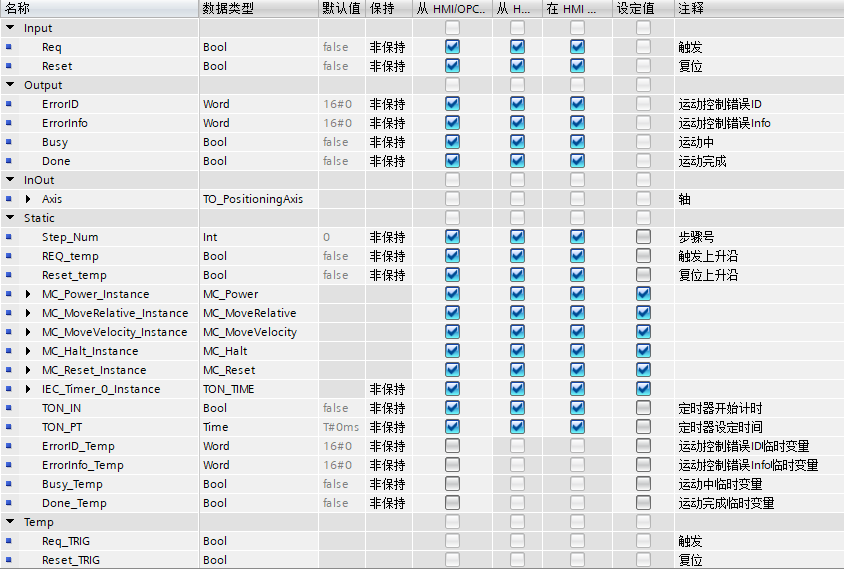 名称 数据类型 默认值 保持 从 HMI/OPC... 从 H... 在 HMI ... 设定值 注释
Input
Req Bool false 非保持 触发
Reset Bool false 非保持 复位
Output
ErrorID Word 16#0 非保持 运动控制错误ID
ErrorInfo Word 16#0 非保持 运动控制错误Info
Busy Bool false 非保持 运动中
Done Bool false 非保持 运动完成
InOut
Axis TO_PositioningAxis 轴
Static
Step_Num Int 0 非保持 步骤号
REQ_temp Bool false 非保持 触发上升沿
Reset_temp Bool false 非保持 复位上升沿
MC_Power_Instance MC_Power
MC_MoveRelative_Instance MC_MoveRelative
MC_MoveVelocity_Instance MC_MoveVelocity
MC_Halt_Instance MC_Halt
MC_Reset_Instance MC_Reset
IEC_Timer_0_Instance TON_TIME 非保持
TON_IN Bool false 非保持 定时器开始计时
TON_PT Time T#0ms 非保持 定时器设定时间
ErrorID_Temp Word 16#0 非保持 运动控制错误ID临时变量
ErrorInfo_Temp Word 16#0 非保持 运动控制错误Info临时变量
Busy_Temp Bool false 非保持 运动中临时变量
Done_Temp Bool false 非保持 运动完成临时变量
Temp
Req_TRIG Bool 触发
Reset_TRIG Bool 复位